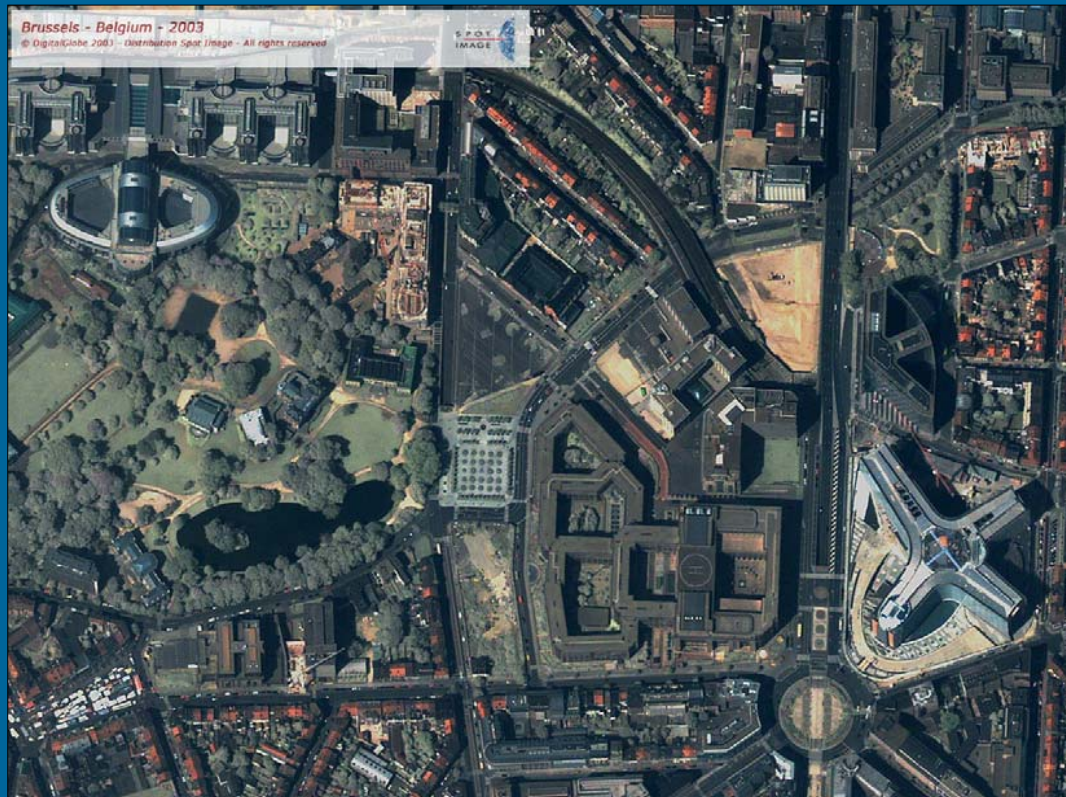 Brussels - Belgium - 2003
© DigitalGlobe 2003 - Distribution Spot Image - All rights reserved
SPOT
IMAGE